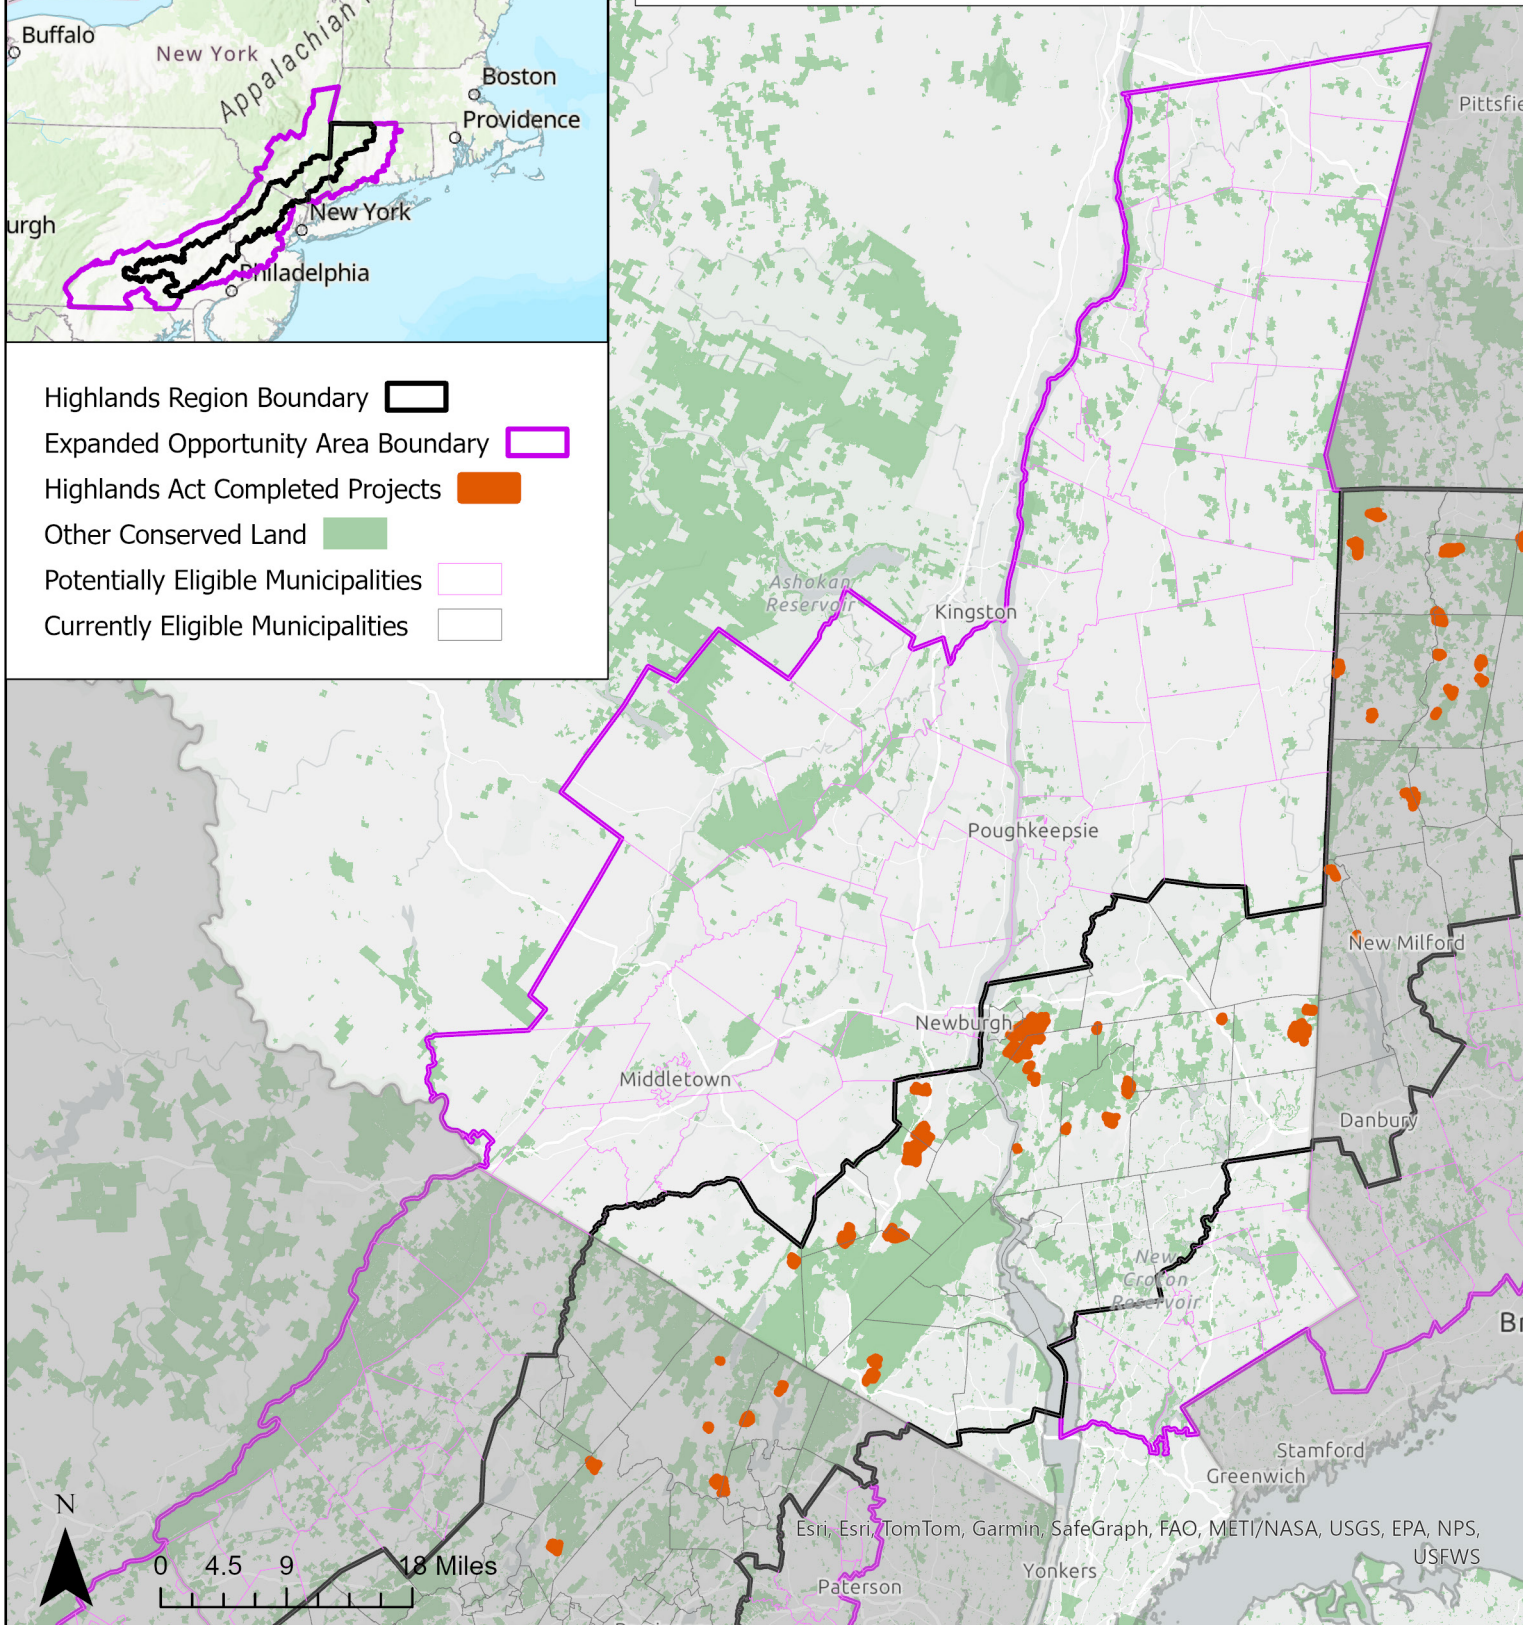 Buffalo
New York
Appalachian
Boston
Providence
urgh
New York
Philadelphia
Highlands Region Boundary
Expanded Opportunity Area Boundary
Highlands Act Completed Projects
Other Conserved Land
Potentially Eligible Municipalities
Currently Eligible Municipalities
Pittsfie
Ashokan
Reservoir
Kingston
Poughkeepsie
New Milford
Newburgh
Middletown
Danbury
New
Croton
Reservoir
Br
Stamford
Greenwich
N
0 4.5 9 18 Miles
Esri, Esri, TomTom, Garmin, SafeGraph, FAO, METI/NASA, USGS, EPA, NPS,
USFWS
Yonkers
Paterson